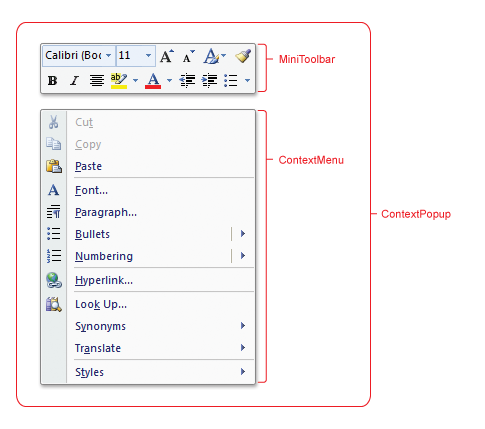 Calibri (Boc 11 A A A
MiniToolbar
B I ab A
Cut
Copy
ContextMenu
Paste
A Font...
Paragraph...
ContextPopup
Bullets
Numbering
Hyperlink...
Look Up...
Synonyms
Translate
Styles